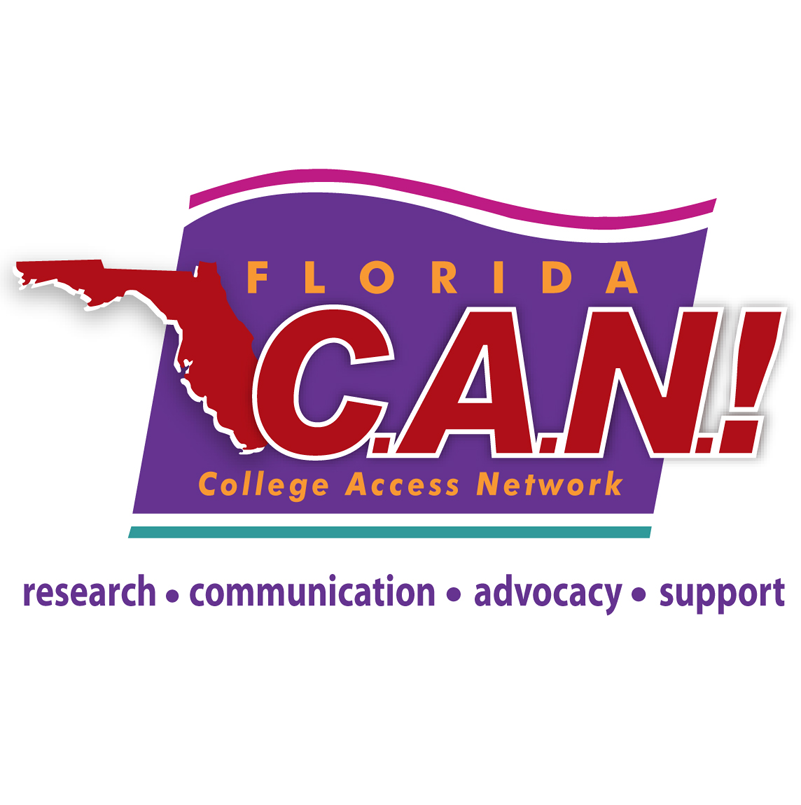 FLORIDA
C.A.N.!
College Access Network
research • communication • advocacy • support